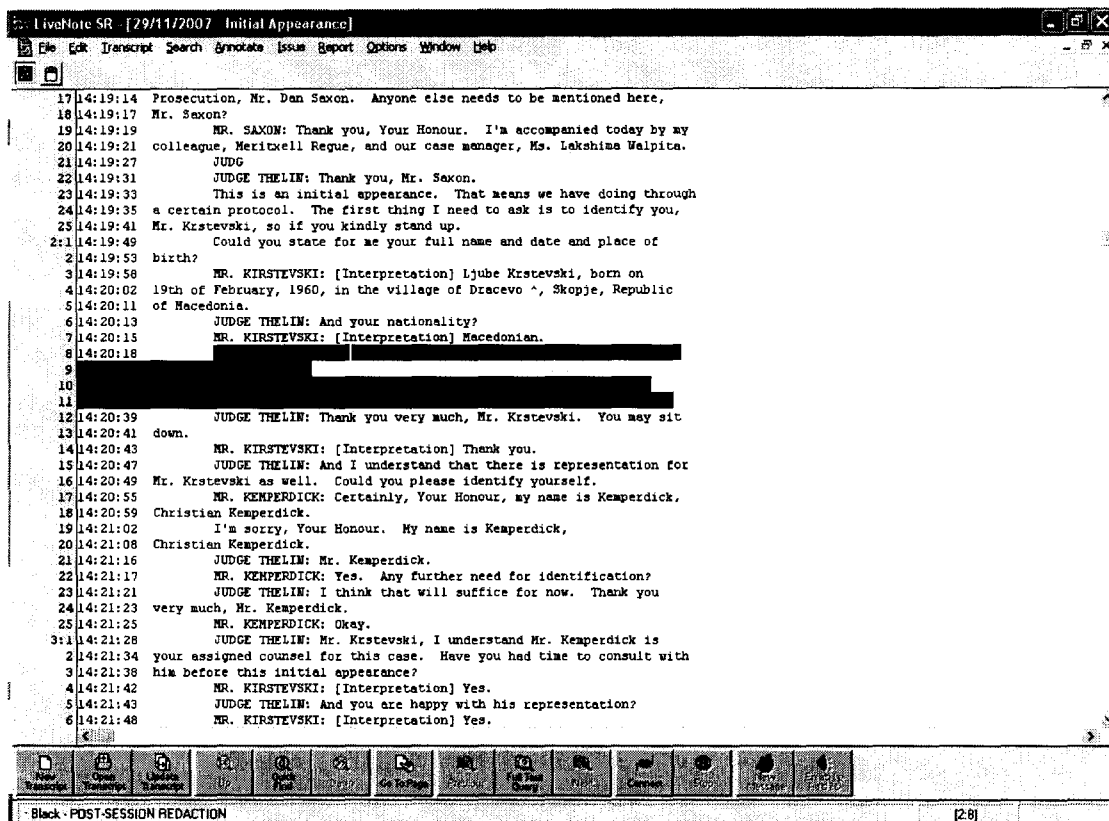 LiveNote SR - [29/11/2007 Initial Appearance]
File Edit Transcript Search Annotate Issue Report Options Window Help
17 14:19:14 Prosecution, Mr. Dan Saxon. Anyone else needs to be mentioned here,
18 14:19:17 Mr. Saxon?
19 14:19:19 MR. SAXON: Thank you, Your Honour. I'm accompanied today by my
20 14:19:21 colleague, Meritxell Regue, and our case manager, Ms. Lakshima Walpita.
21 14:19:27 JUDG
22 14:19:31 JUDGE THELIN: Thank you, Mr. Saxon.
23 14:19:33 This is an initial appearance. That means we have doing through
24 14:19:35 a certain protocol. The first thing I need to ask is to identify you,
25 14:19:41 Mr. Krstevski, so if you kindly stand up.
2:1 14:19:49 Could you state for me your full name and date and place of
2 14:19:53 birth?
3 14:19:58 MR. KIRSTEVSKI: [Interpretation] Ljube Krstevski, born on
4 14:20:02 19th of February, 1960, in the village of Dracevo ^, Skopje, Republic
5 14:20:11 of Macedonia.
6 14:20:13 JUDGE THELIN: And your nationality?
7 14:20:15 MR. KIRSTEVSKI: [Interpretation] Macedonian.
8 14:20:18
9
10
11
12 14:20:39 JUDGE THELIN: Thank you very much, Mr. Krstevski. You may sit
13 14:20:41 down.
14 14:20:43 MR. KIRSTEVSKI: [Interpretation] Thank you.
15 14:20:47 JUDGE THELIN: And I understand that there is representation for
16 14:20:49 Mr. Krstevski as well. Could you please identify yourself.
17 14:20:55 MR. KEMPERDICK: Certainly, Your Honour, my name is Kemperdick,
18 14:20:59 Christian Kemperdick.
19 14:21:02 I'm sorry, Your Honour. My name is Kemperdick,
20 14:21:08 Christian Kemperdick.
21 14:21:16 JUDGE THELIN: Mr. Kemperdick.
22 14:21:17 MR. KEMPERDICK: Yes. Any further need for identification?
23 14:21:21 JUDGE THELIN: I think that will suffice for now. Thank you
24 14:21:23 very much, Mr. Kemperdick.
25 14:21:25 MR. KEMPERDICK: Okay.
3:1 14:21:28 JUDGE THELIN: Mr. Krstevski, I understand Mr. Kemperdick is
2 14:21:34 your assigned counsel for this case. Have you had time to consult with
3 14:21:38 him before this initial appearance?
4 14:21:42 MR. KIRSTEVSKI: [Interpretation] Yes.
5 14:21:43 JUDGE THELIN: And you are happy with his representation?
6 14:21:48 MR. KIRSTEVSKI: [Interpretation] Yes.
New Transcript Open Transcript Update Transcript Up Quick Find Go To Page Full Text Query New Message
- Black - POST-SESSION REDACTION [2:8]